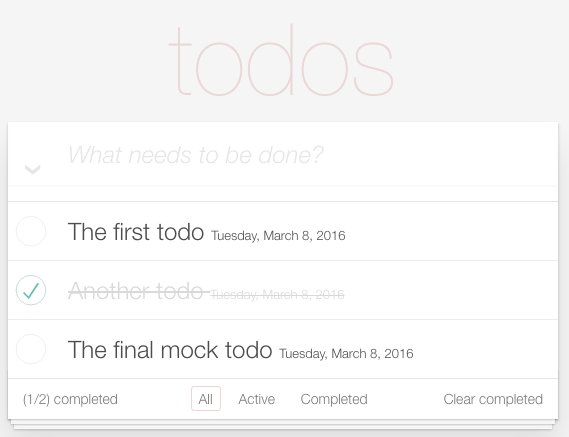 todos
What needs to be done?
The first todo Tuesday, March 8, 2016
Another todo Tuesday, March 8, 2016
The final mock todo Tuesday, March 8, 2016
(1/2) completed All Active Completed Clear completed